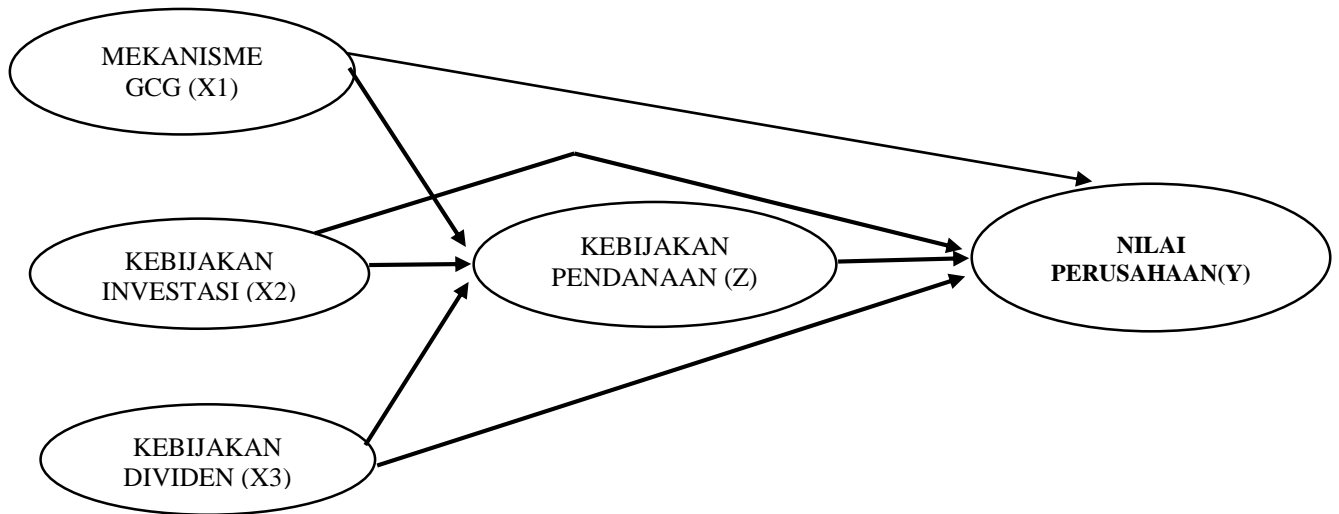 MEKANISME
GCG (X1)
KEBIJAKAN
INVESTASI (X2)
KEBIJAKAN
PENDANAAN (Z)
NILAI
PERUSAHAAN(Y)
KEBIJAKAN
DIVIDEN (X3)